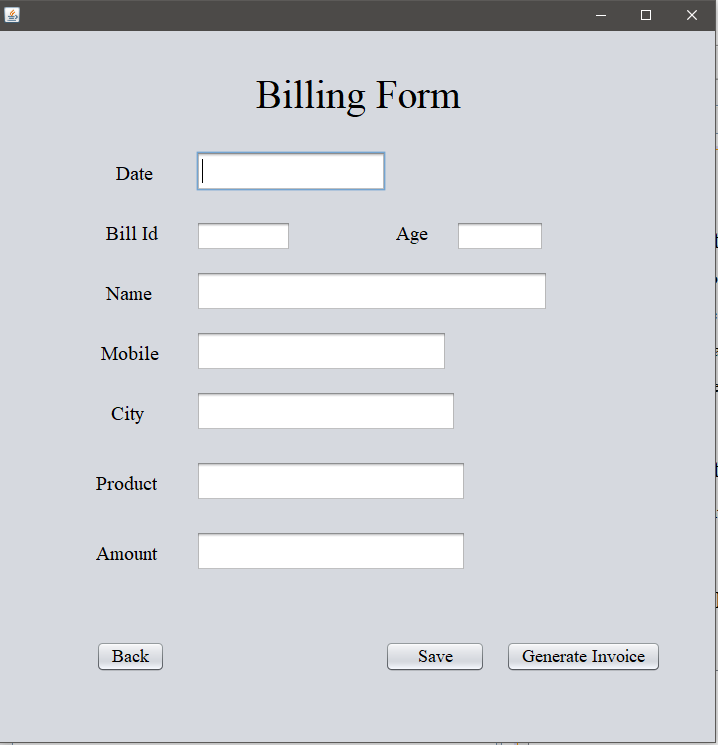 Billing Form
Date
Bill Id Age
Name
Mobile
City
Product
Amount
Back Save Generate Invoice